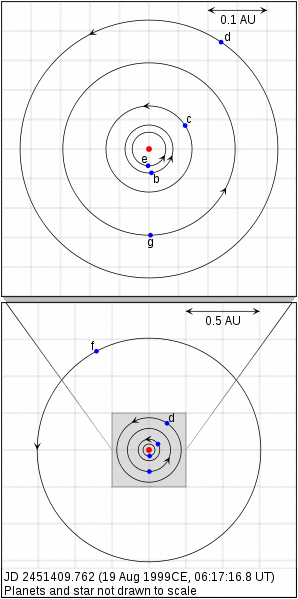 0.1 AU
d
c
e
b
g
0.5 AU
f
d
JD 2451409.762 (19 Aug 1999CE, 06:17:16.8 UT)
Planets and star not drawn to scale